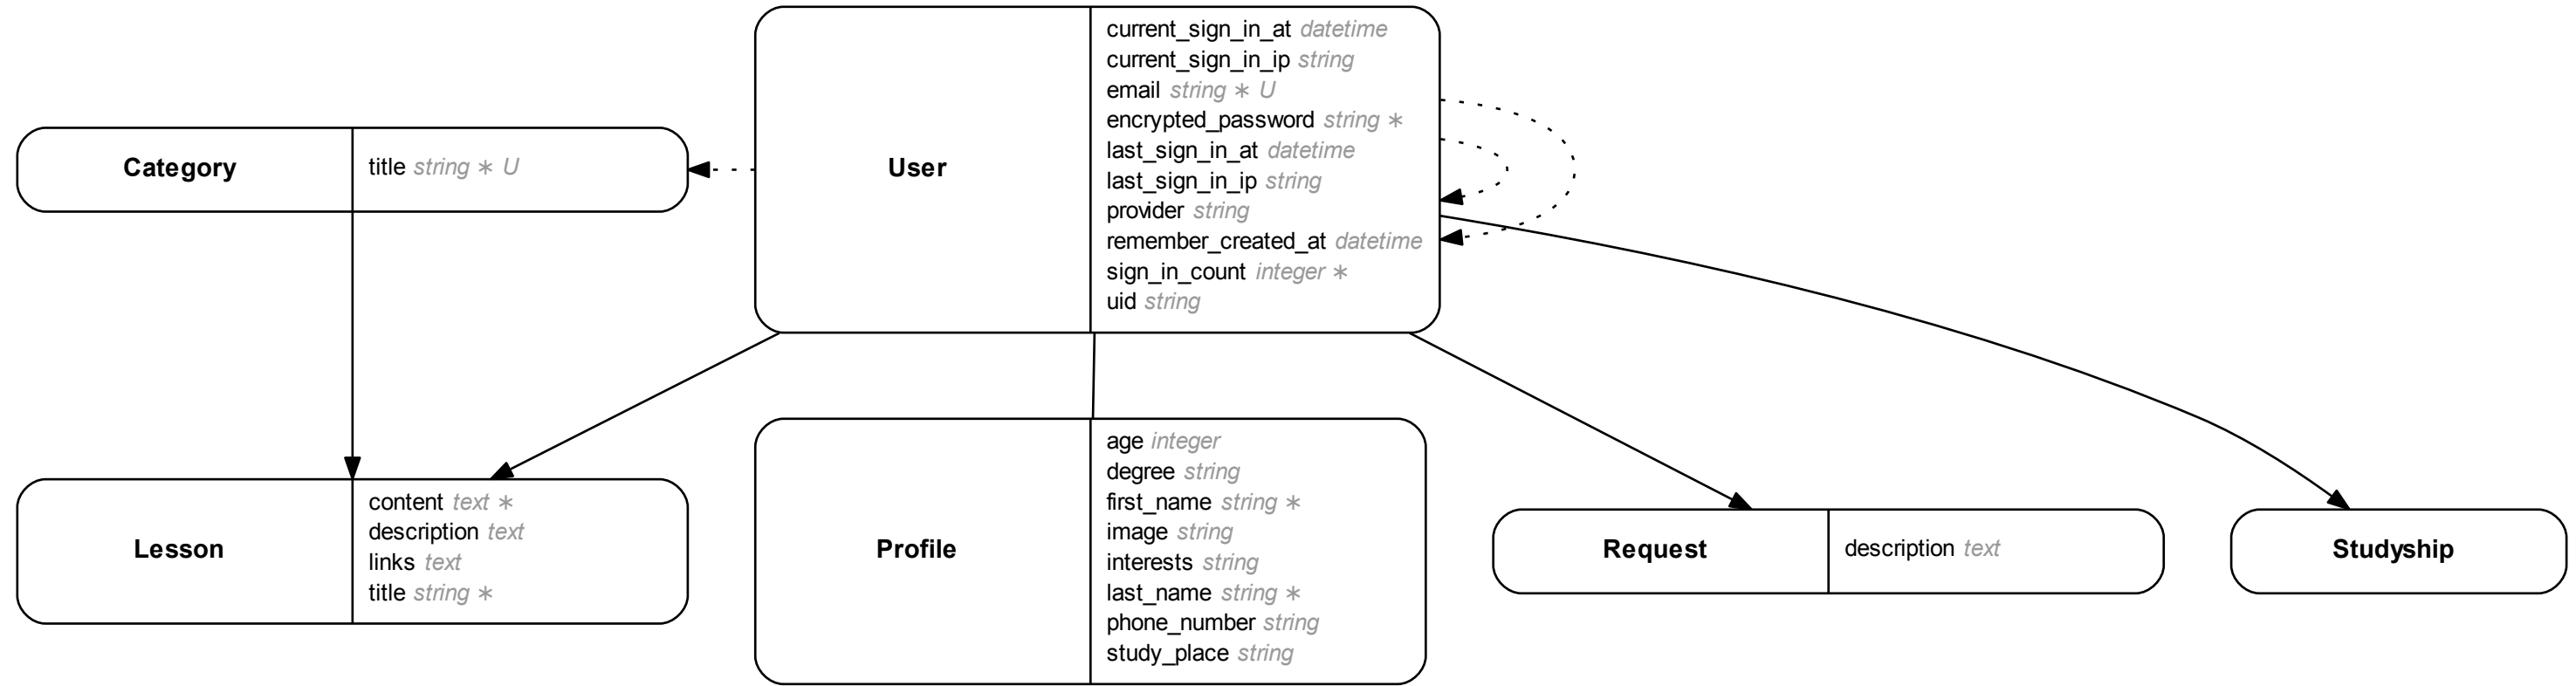 Category
title string ∗ U
User
current_sign_in_at datetime
current_sign_in_ip string
email string ∗ U
encrypted_password string ∗
last_sign_in_at datetime
last_sign_in_ip string
provider string
remember_created_at datetime
sign_in_count integer ∗
uid string
Lesson
content text ∗
description text
links text
title string ∗
Profile
age integer
degree string
first_name string ∗
image string
interests string
last_name string ∗
phone_number string
study_place string
Request
description text
Studyship